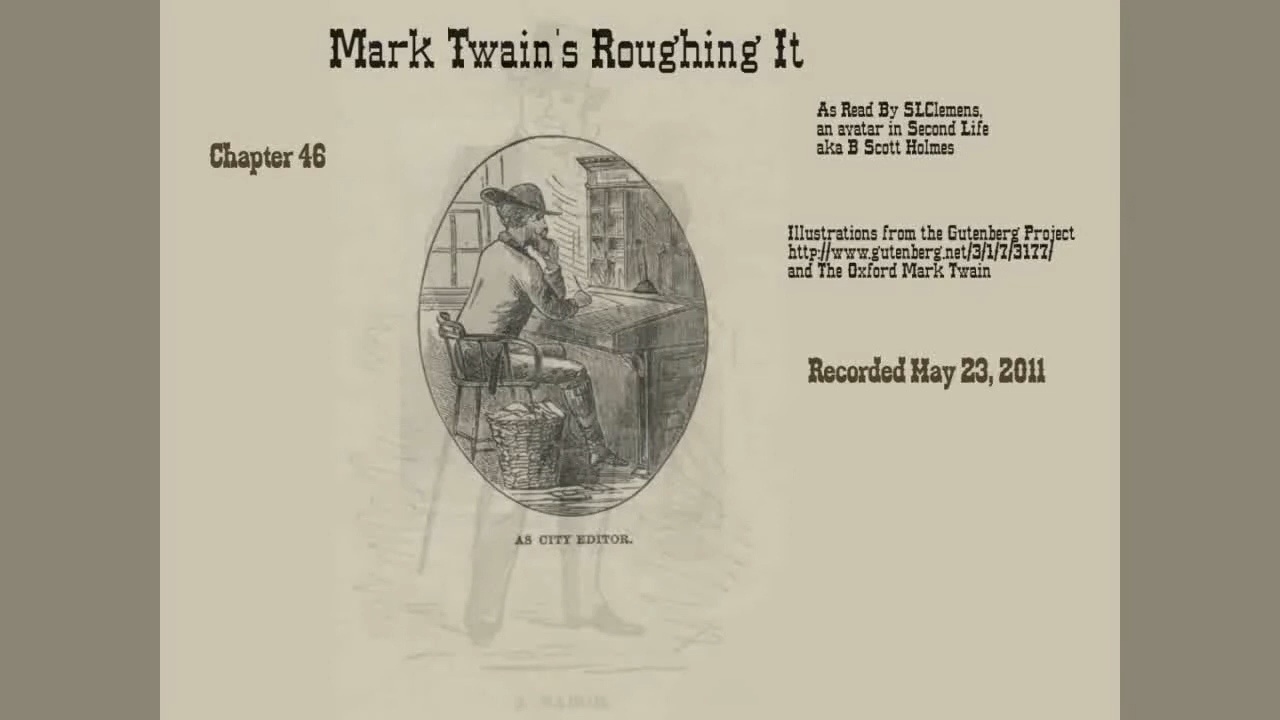 Mark Twain's Roughing It
As Read By SLClemens,
an avatar in Second Life
aka B Scott Holmes
Chapter 46
Illustrations from the Gutenberg Project
http://www.gutenberg.net/3/1/7/3177/
and The Oxford Mark Twain
Recorded May 23, 2011
AS CITY EDITOR.